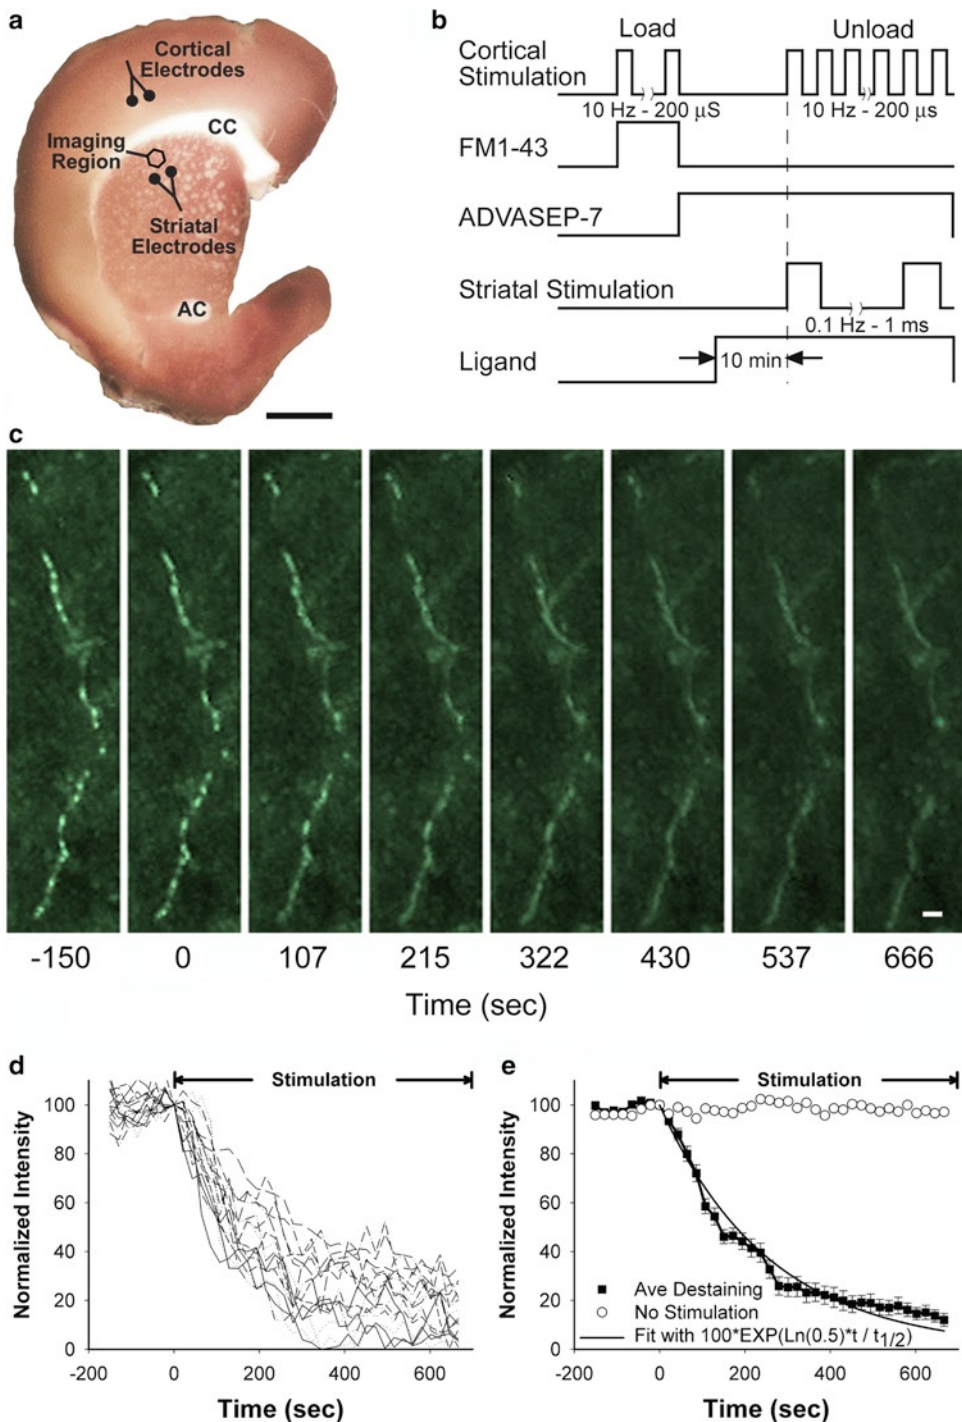 a
Cortical
Electrodes
CC
Imaging
Region
Striatal
Electrodes
AC
b
Load
Unload
Cortical
Stimulation
10 Hz - 200 µS
10 Hz - 200 µs
FM1-43
ADVASEP-7
Striatal Stimulation
0.1 Hz - 1 ms
Ligand
10 min
c
-150 0 107 215 322 430 537 666
Time (sec)
d
Stimulation
Normalized Intensity
100
80
60
40
20
0
-200 0 200 400 600
Time (sec)
e
Stimulation
Normalized Intensity
100
80
60
40
20
0
Ave Destaining
No Stimulation
Fit with 100*EXP(Ln(0.5)*t / t1/2)
-200 0 200 400 600
Time (sec)